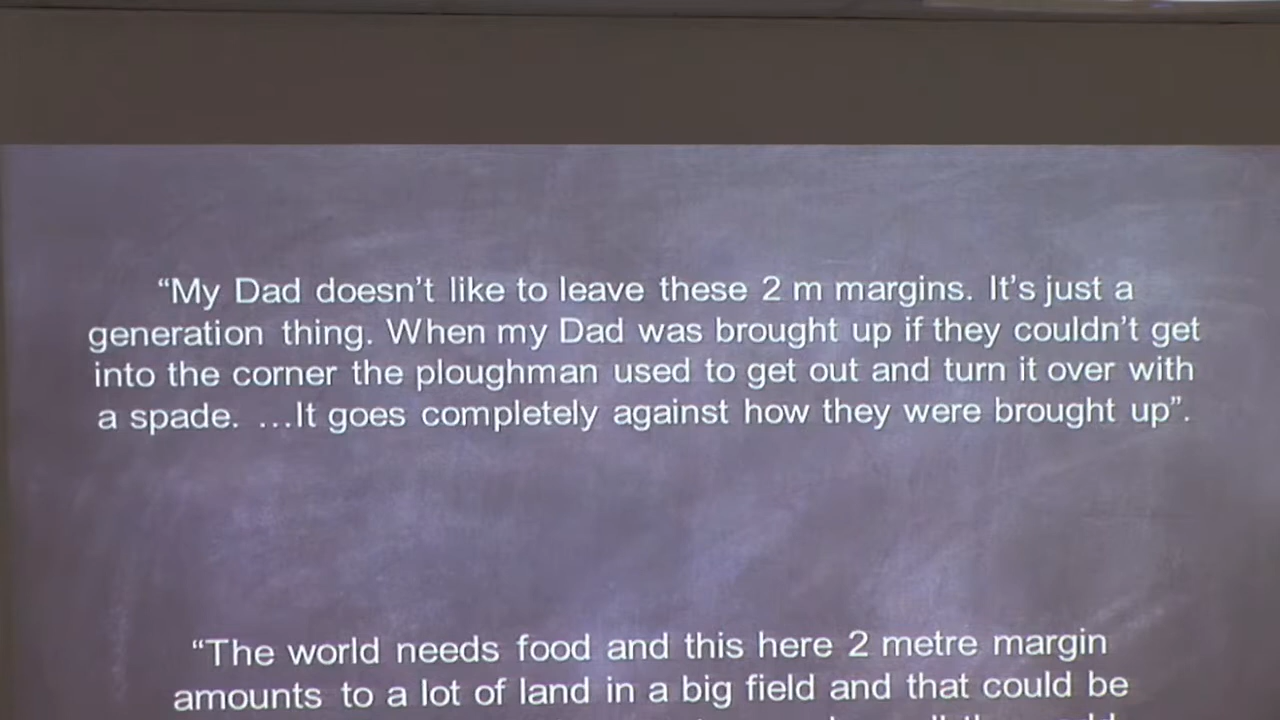 “My Dad doesn’t like to leave these 2 m margins. It’s just a
generation thing. When my Dad was brought up if they couldn’t get
into the corner the ploughman used to get out and turn it over with
a spade. …It goes completely against how they were brought up”.
“The world needs food and this here 2 metre margin
amounts to a lot of land in a big field and that could be